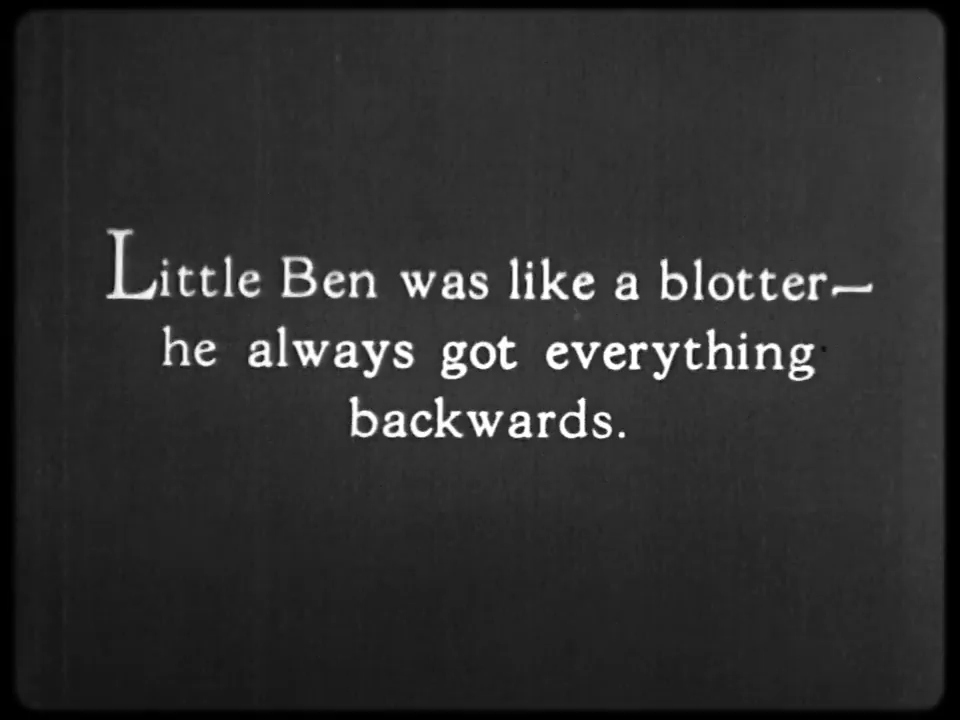 Little Ben was like a blotter—
he always got everything
backwards.